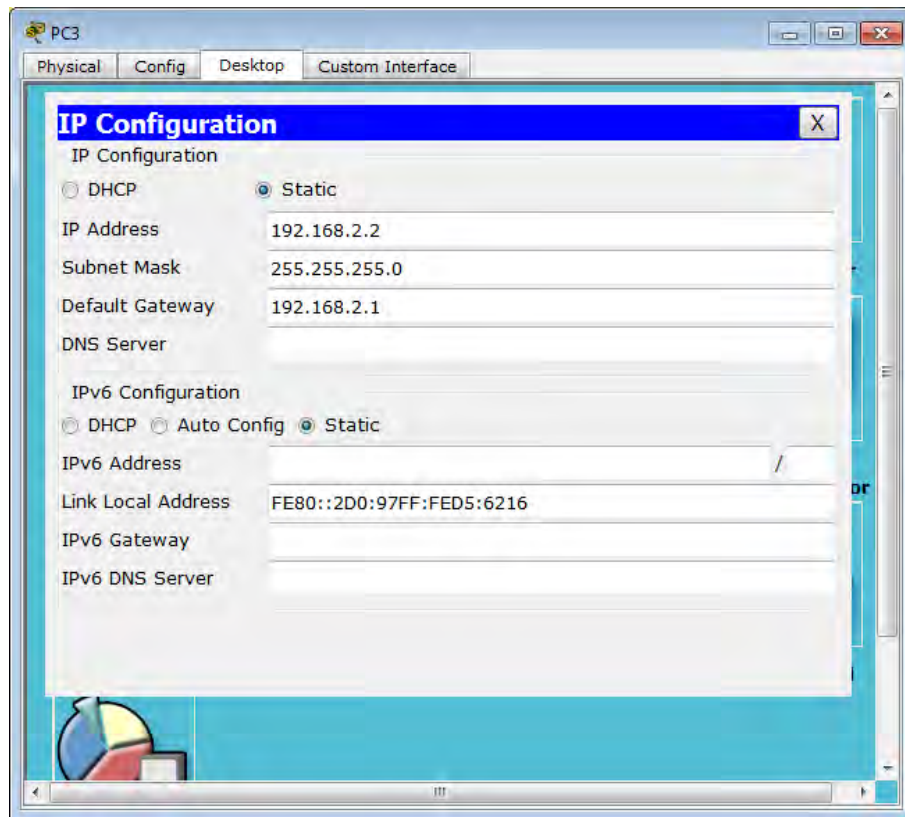 PC3
Physical Config Desktop Custom Interface
IP Configuration X
IP Configuration
DHCP Static
IP Address 192.168.2.2
Subnet Mask 255.255.255.0
Default Gateway 192.168.2.1
DNS Server
IPv6 Configuration
DHCP Auto Config Static
IPv6 Address /
Link Local Address FE80::2D0:97FF:FED5:6216
or
IPv6 Gateway
IPv6 DNS Server